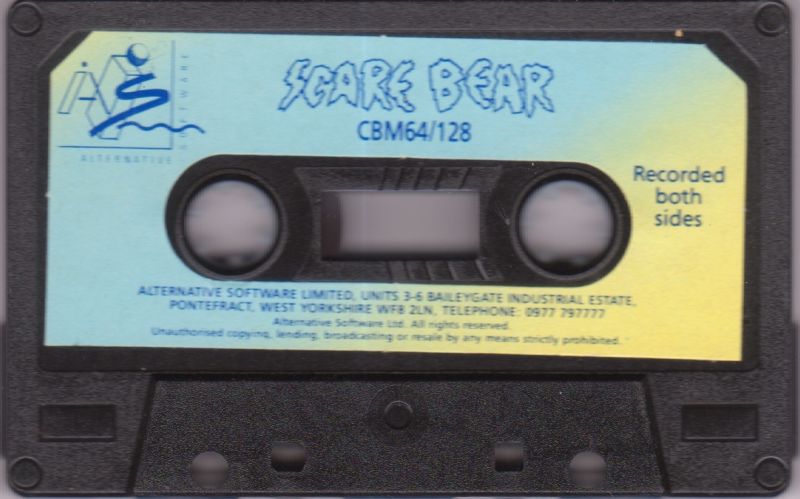 SCARE BEAR
CBM64/128
ALTERNATIVE
SOFTWARE
Recorded
both
sides
ALTERNATIVE SOFTWARE LIMITED, UNITS 3-6 BAILEYGATE INDUSTRIAL ESTATE,
PONTEFRACT, WEST YORKSHIRE WF8 2LN, TELEPHONE: 0977 797777
Alternative Software Ltd. All rights reserved.
Unauthorised copying, lending, broadcasting or resale by any means strictly prohibited.